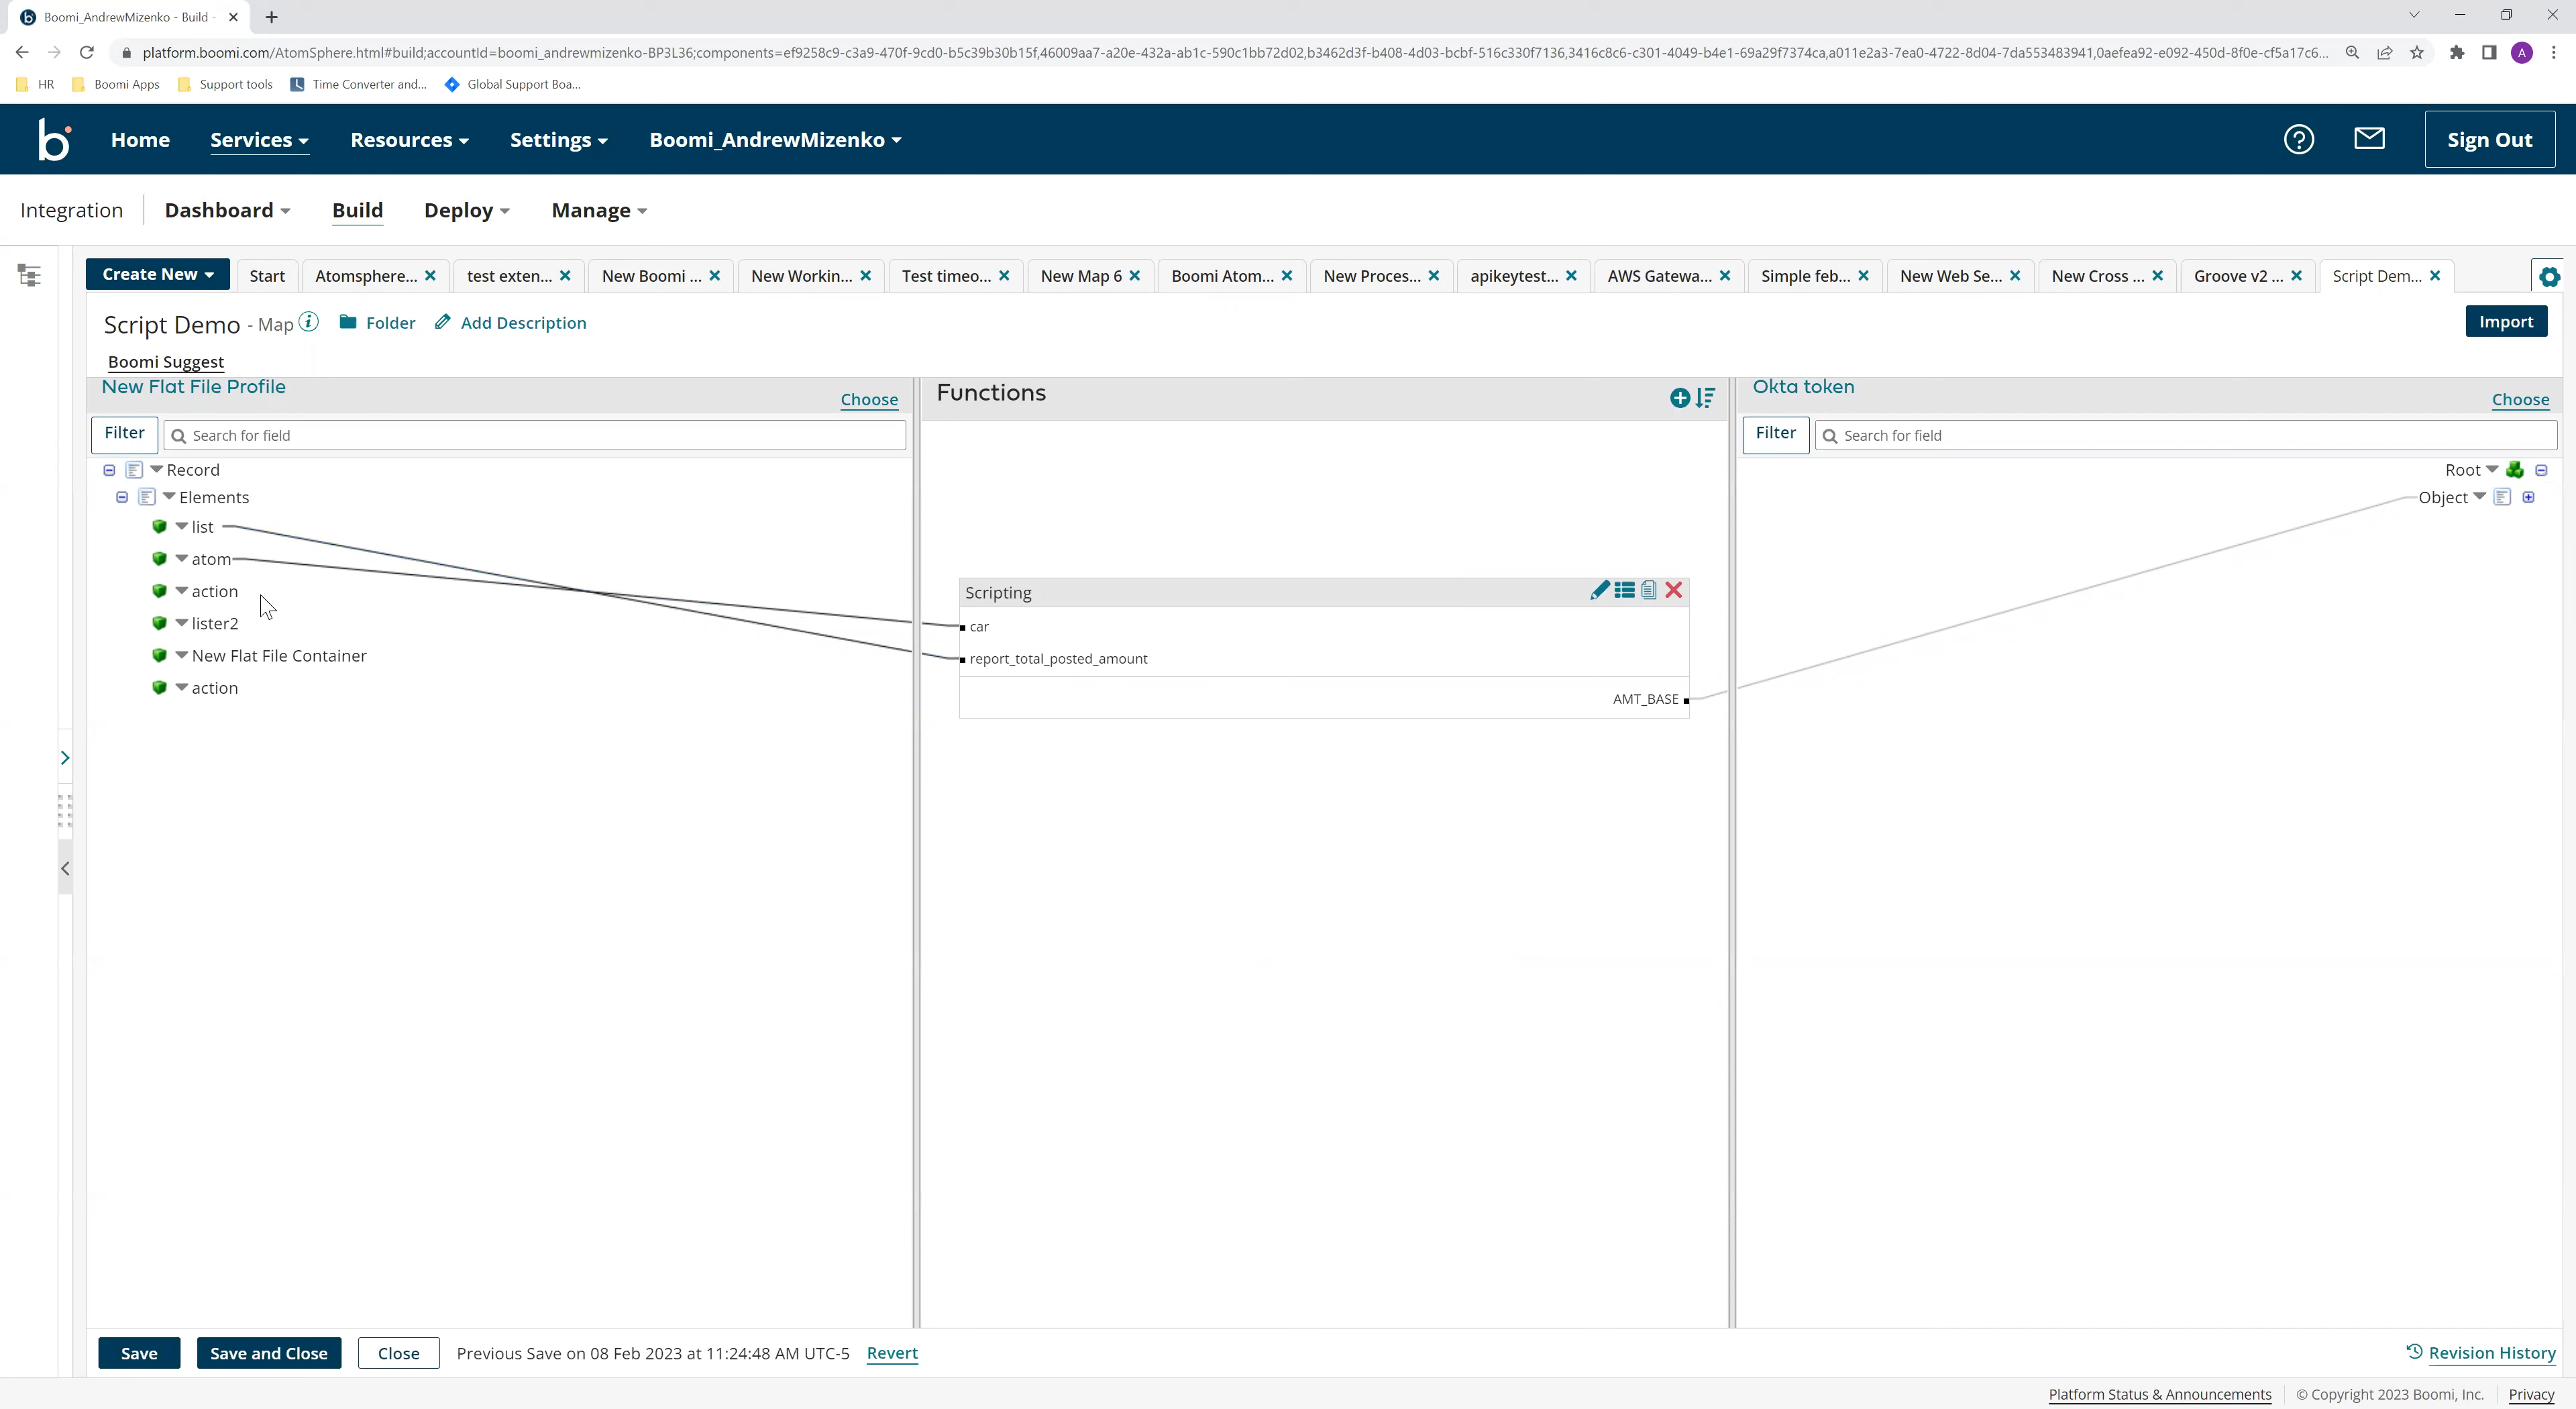 Boomi_AndrewMizenko - Build -
platform.boomi.com/AtomSphere.html#build;accountId=boomi_andrewmizenko-BP3L36;components=ef9258c9-c3a9-470f-9cd0-b5c39b30b15f,46009aa7-a20e-432a-ab1c-590c1bb72d02,b3462d3f-b408-4d03-bcbf-516c330f7136,3416c8c6-c301-4049-b4e1-69a29f7374ca,a011e2a3-7ea0-4722-8d04-7da553483941,0aefea92-e092-450d-8f0e-cf5a17c6... A
HR Boomi Apps Support tools Time Converter and... Global Support Boa...
b Home Services Resources Settings Boomi_AndrewMizenko Sign Out
Integration Dashboard Build Deploy Manage
Create New Start Atomsphere... test exten... New Boomi ... New Workin... Test timeo... New Map 6 Boomi Atom... New Proces... apikeytest... AWS Gatewa... Simple feb... New Web Se... New Cross ... Groove v2 ... Script Dem...
Script Demo - Map Folder Add Description Import
Boomi Suggest
New Flat File Profile Choose Functions Okta token Choose
Filter Search for field Filter Search for field
Record Root
Elements Object
list
atom
action Scripting
lister2 car
New Flat File Container report_total_posted_amount
action AMT_BASE
Save Save and Close Close Previous Save on 08 Feb 2023 at 11:24:48 AM UTC-5 Revert Revision History
Platform Status & Announcements © Copyright 2023 Boomi, Inc. Privacy